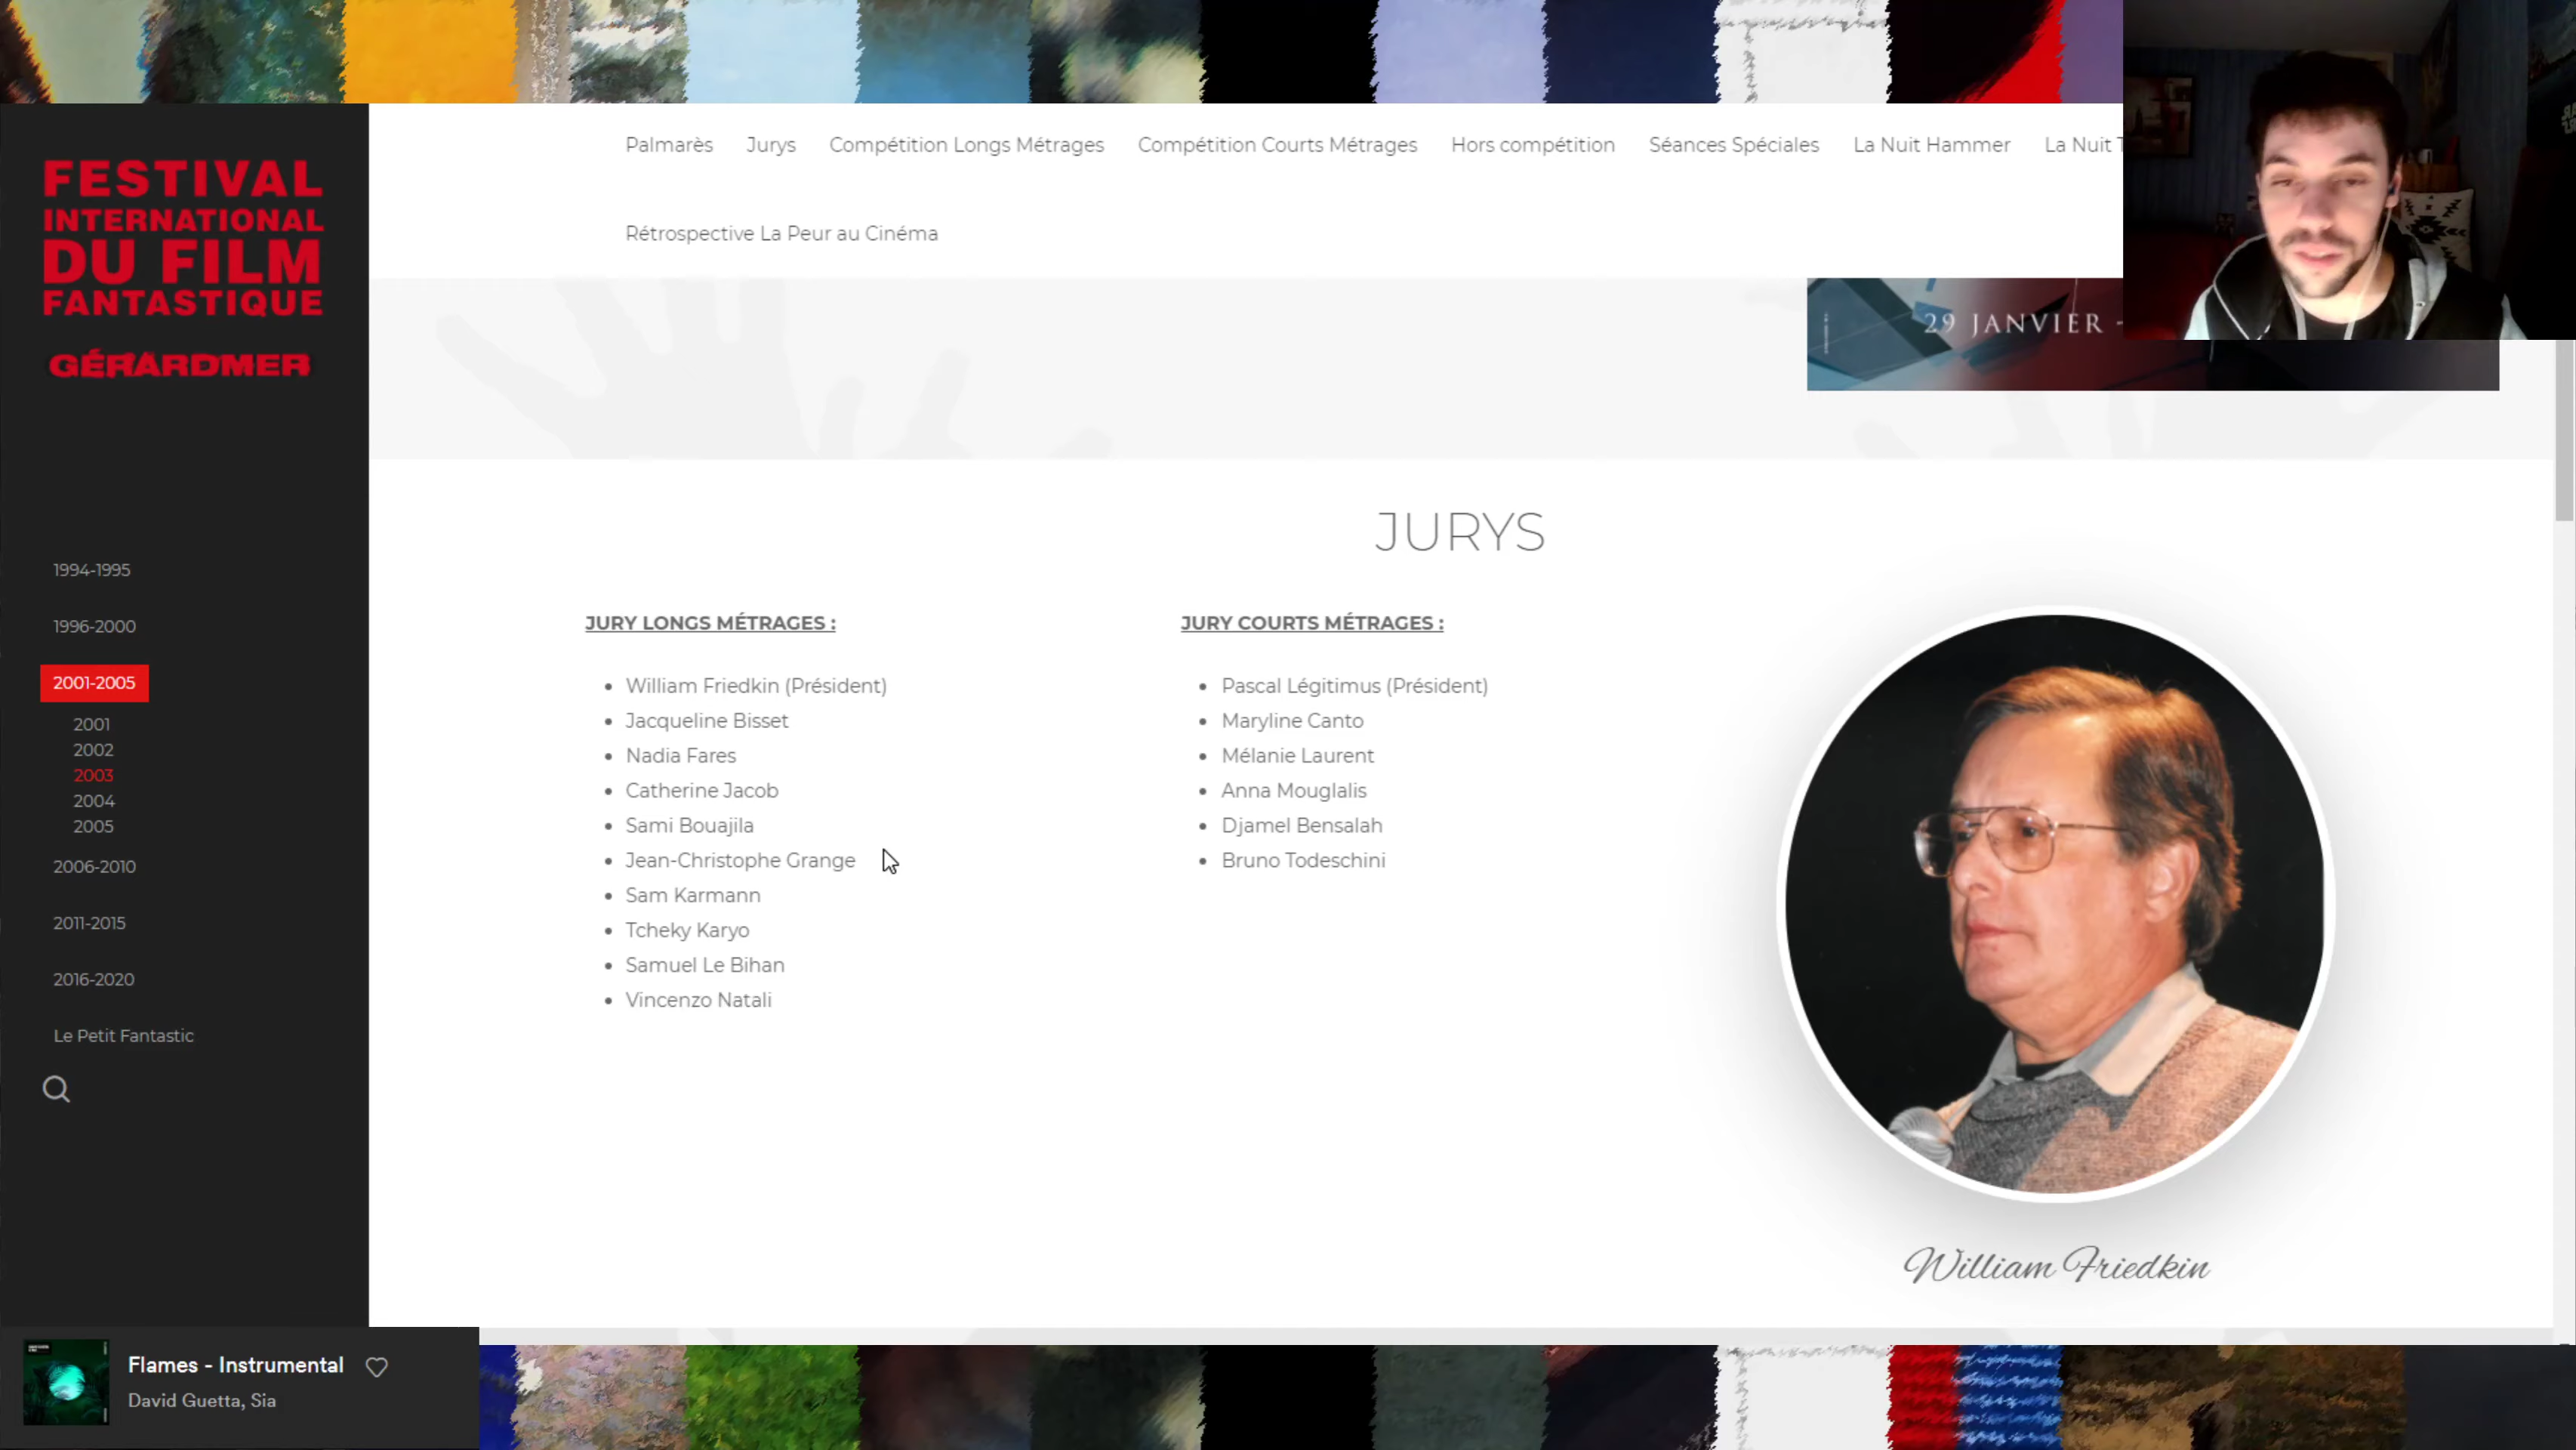 FESTIVAL
INTERNATIONAL
DU FILM
FANTASTIQUE
GÉRARDMER
1994-1995
1996-2000
2001-2005
2001
2002
2003
2004
2005
2006-2010
2011-2015
2016-2020
Le Petit Fantastic
Palmarès Jurys Compétition Longs Métrages Compétition Courts Métrages Hors compétition Séances Spéciales La Nuit Hammer La Nuit
Rétrospective La Peur au Cinéma
29 JANVIER -
JURYS
JURY LONGS MÉTRAGES :
• William Friedkin (Président)
• Jacqueline Bisset
• Nadia Fares
• Catherine Jacob
• Sami Bouajila
• Jean-Christophe Grange
• Sam Karmann
• Tcheky Karyo
• Samuel Le Bihan
• Vincenzo Natali
JURY COURTS MÉTRAGES :
• Pascal Légitimus (Président)
• Maryline Canto
• Mélanie Laurent
• Anna Mouglalis
• Djamel Bensalah
• Bruno Todeschini
William Friedkin
Flames - Instrumental
David Guetta, Sia